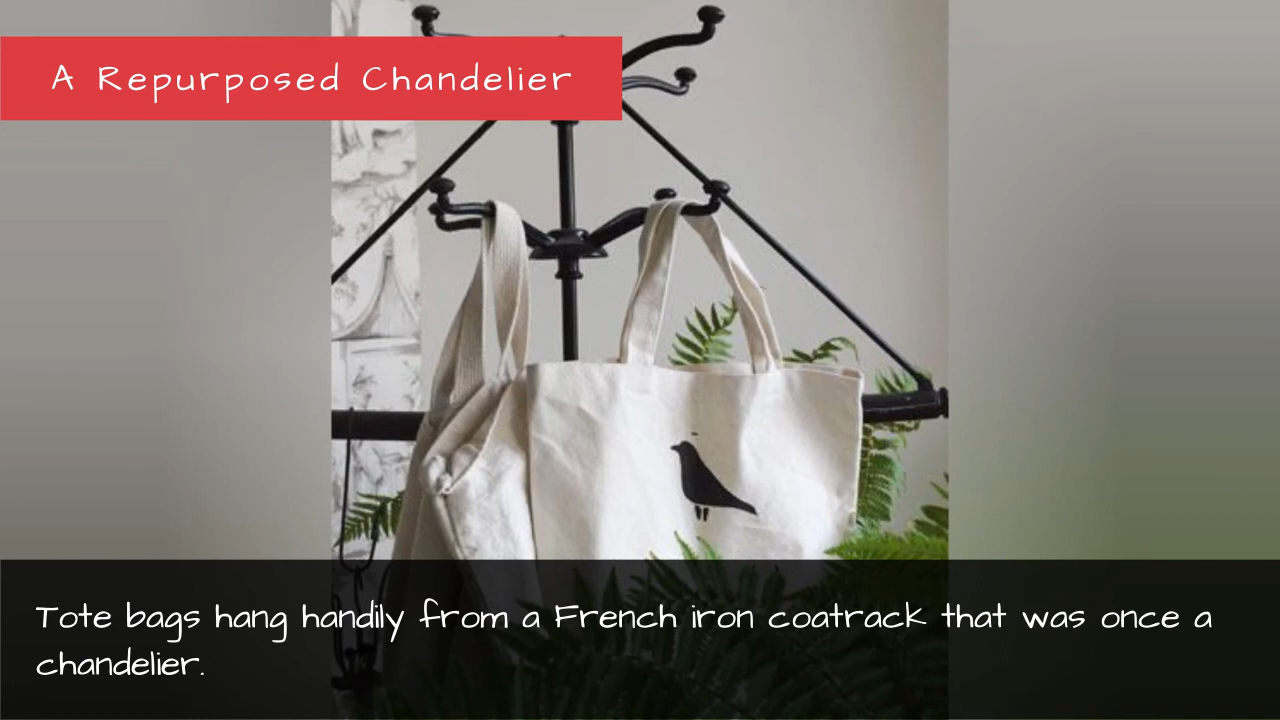 A Repurposed Chandelier
Tote bags hang handily from a French iron coatrack that was once a
chandelier.